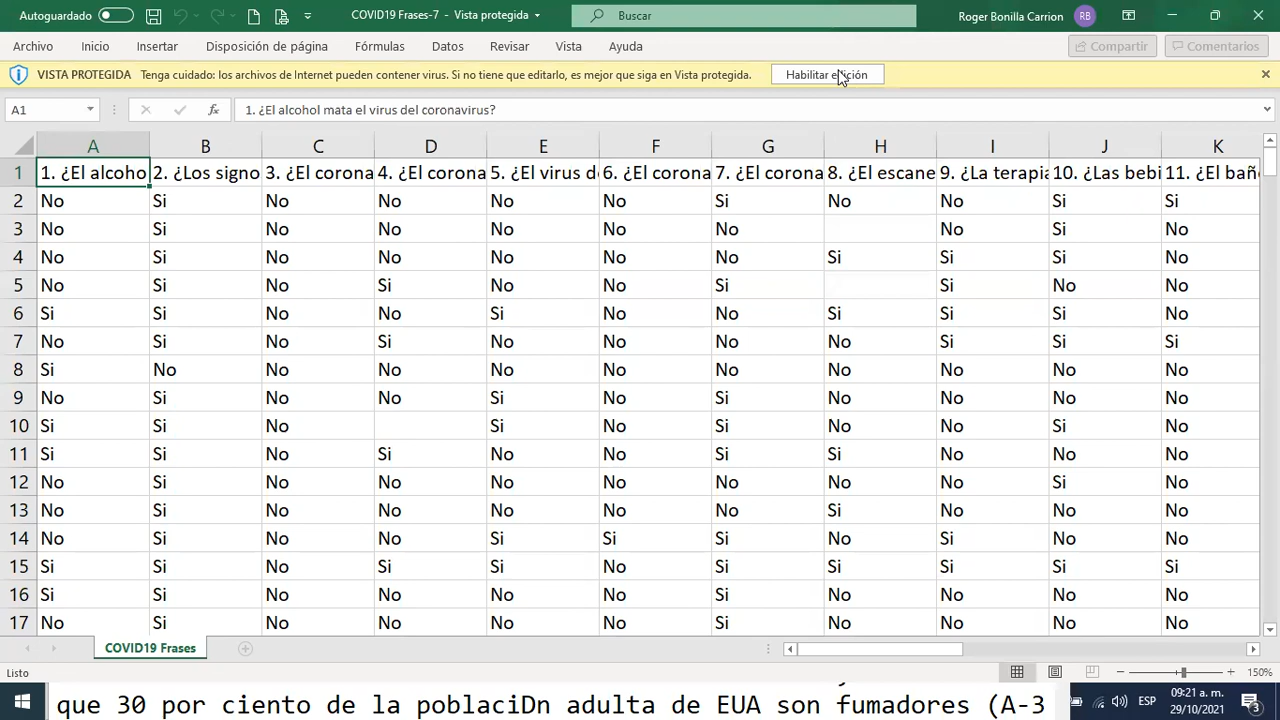 Autoguardado COVID19 Frases-7 - Vista protegida Buscar Roger Bonilla Carrion RB
Archivo Inicio Insertar Disposición de página Fórmulas Datos Revisar Vista Ayuda Compartir Comentarios
VISTA PROTEGIDA Tenga cuidado: los archivos de Internet pueden contener virus. Si no tiene que editarlo, es mejor que siga en Vista protegida. Habilitar edición
A1 fx 1. ¿El alcohol mata el virus del coronavirus?
A B C D E F G H I J K
1 1. ¿El alcoho 2. ¿Los signo 3. ¿El corona 4. ¿El corona 5. ¿El virus de 6. ¿El corona 7. ¿El corona 8. ¿El escane 9. ¿La terapia 10. ¿Las bebi 11. ¿El bañ
2 No Si No No No No Si No No Si Si
3 No Si No No No No No No Si No
4 No Si No No No No No Si Si Si No
5 No Si No Si No No Si Si No No
6 Si Si No No Si No No Si Si Si No
7 No Si No Si No No No No Si Si Si
8 Si No No No No No No No No No No
9 No Si No No Si No Si No No No No
10 Si Si No Si No Si No No Si No
11 Si Si No Si No No Si Si No No No
12 No Si No No No No No No No Si No
13 No Si No No No No No Si No No No
14 No Si No No Si Si No No Si No No
15 Si Si No Si Si No Si Si Si Si Si
16 Si Si No No No No Si No No No No
17 No Si No No No No Si No No No No
COVID19 Frases
Listo 150%
que 30 por ciento de la poblaciDn adulta de EUA son fumadores (A-3
ESP 09:21 a. m. 29/10/2021 3